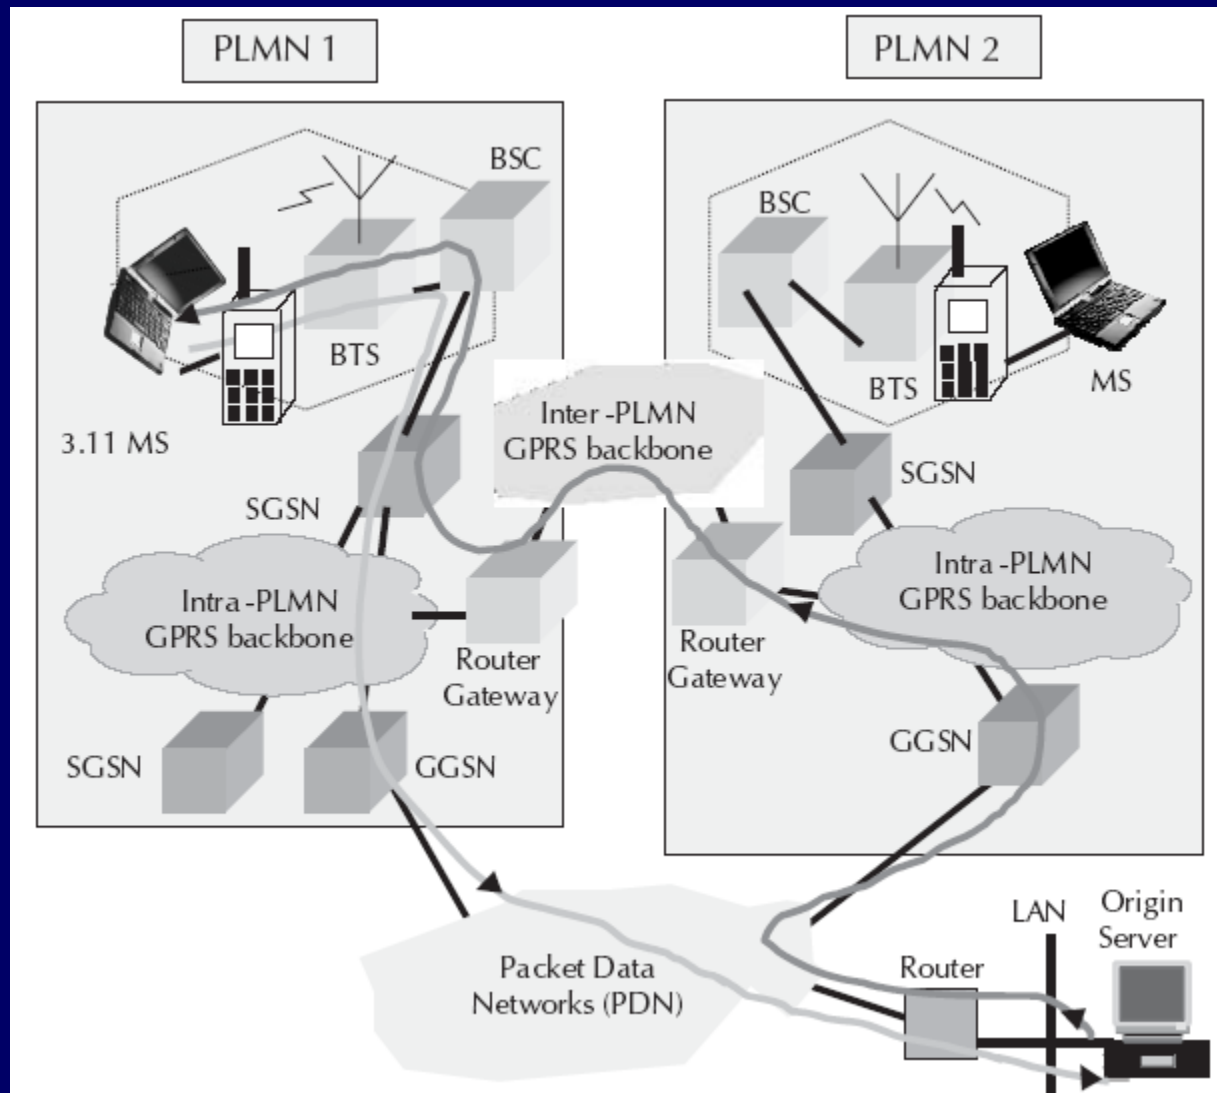 PLMN 1
PLMN 2
BSC
BSC
BTS
BTS
MS
3.11 MS
Inter -PLMN
GPRS backbone
SGSN
SGSN
Intra -PLMN
GPRS backbone
Intra -PLMN
GPRS backbone
Router
Gateway
Router
Gateway
SGSN
GGSN
GGSN
LAN
Origin
Server
Packet Data
Networks (PDN)
Router